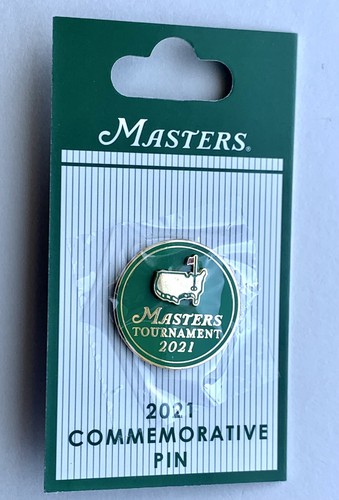 MASTERS®
MASTERS
TOURNAMENT
2021
2021
COMMEMORATIVE
PIN